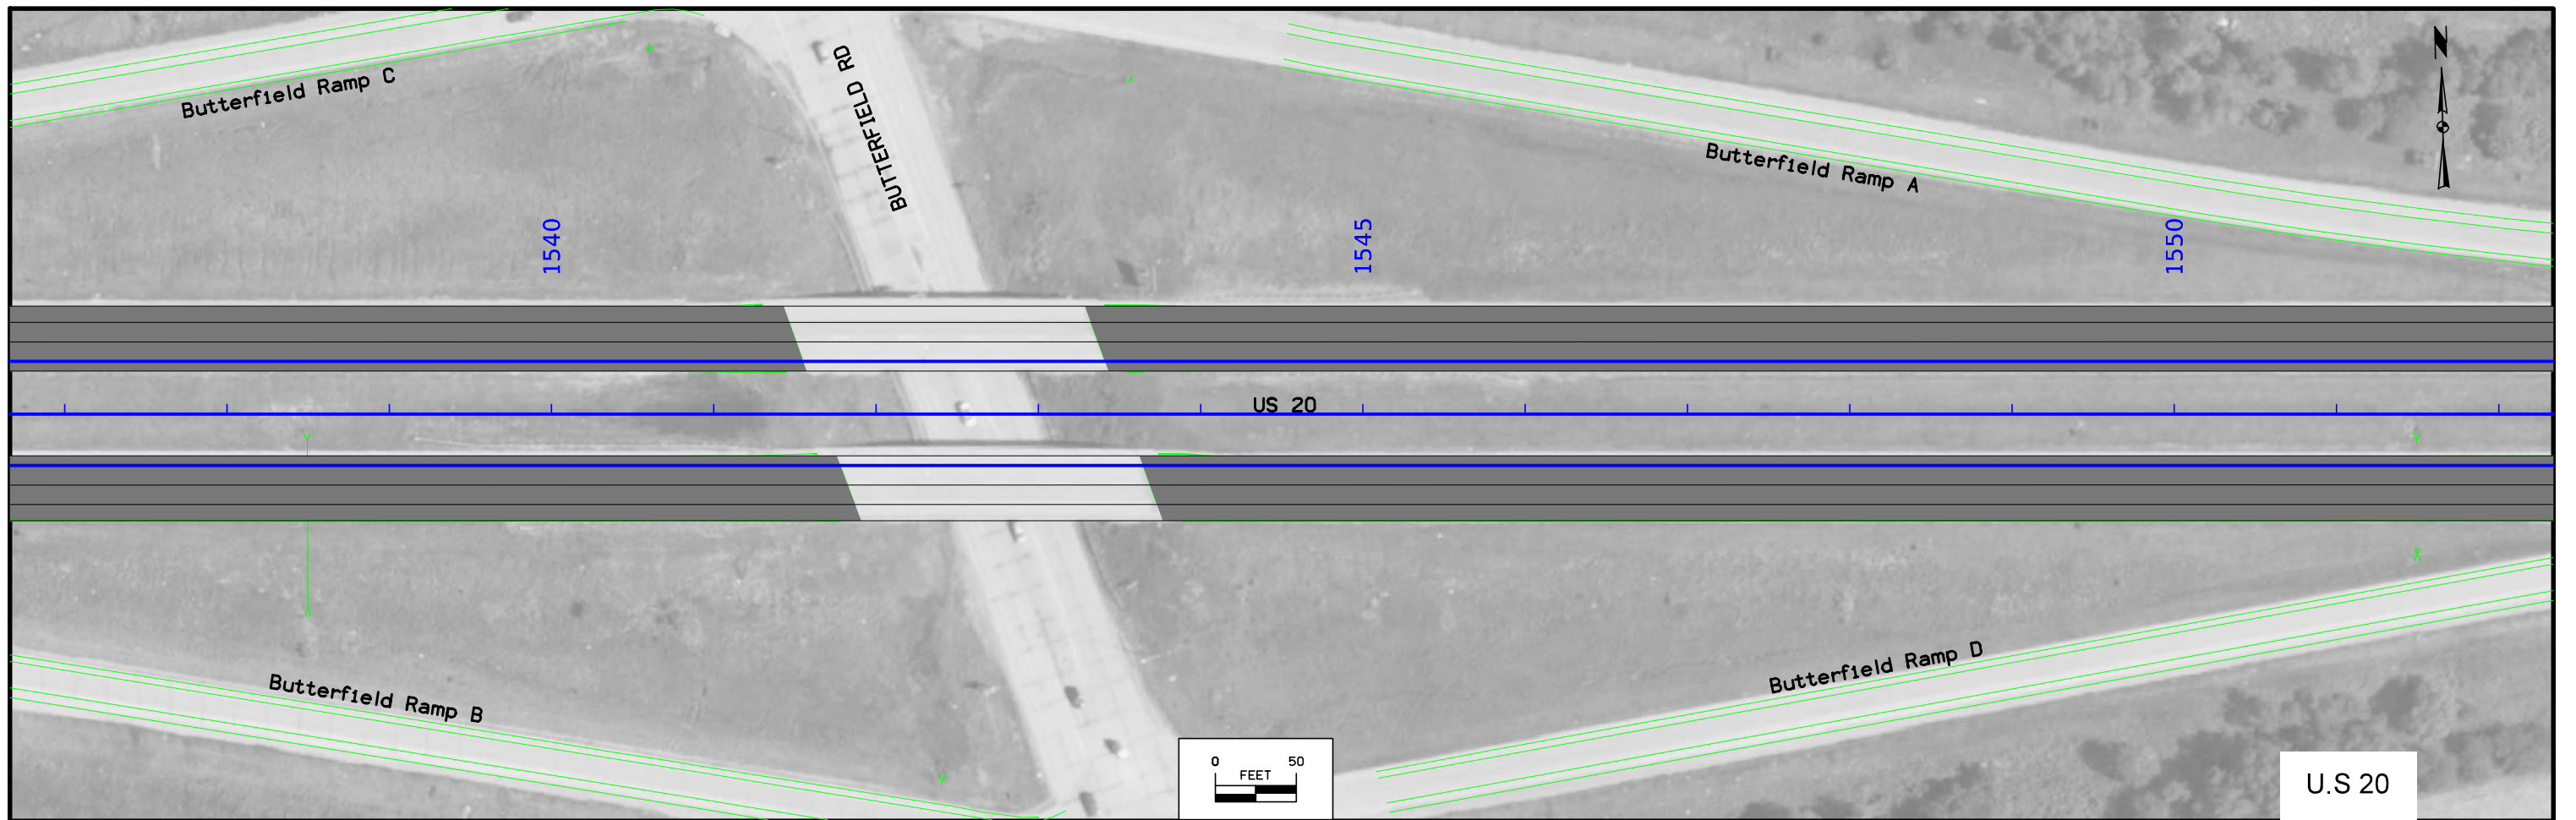 Butterfield Ramp C
BUTTERFIELD RD
Butterfield Ramp A
N
1540
1545
1550
US 20
Butterfield Ramp B
Butterfield Ramp D
0 50
FEET
U.S 20